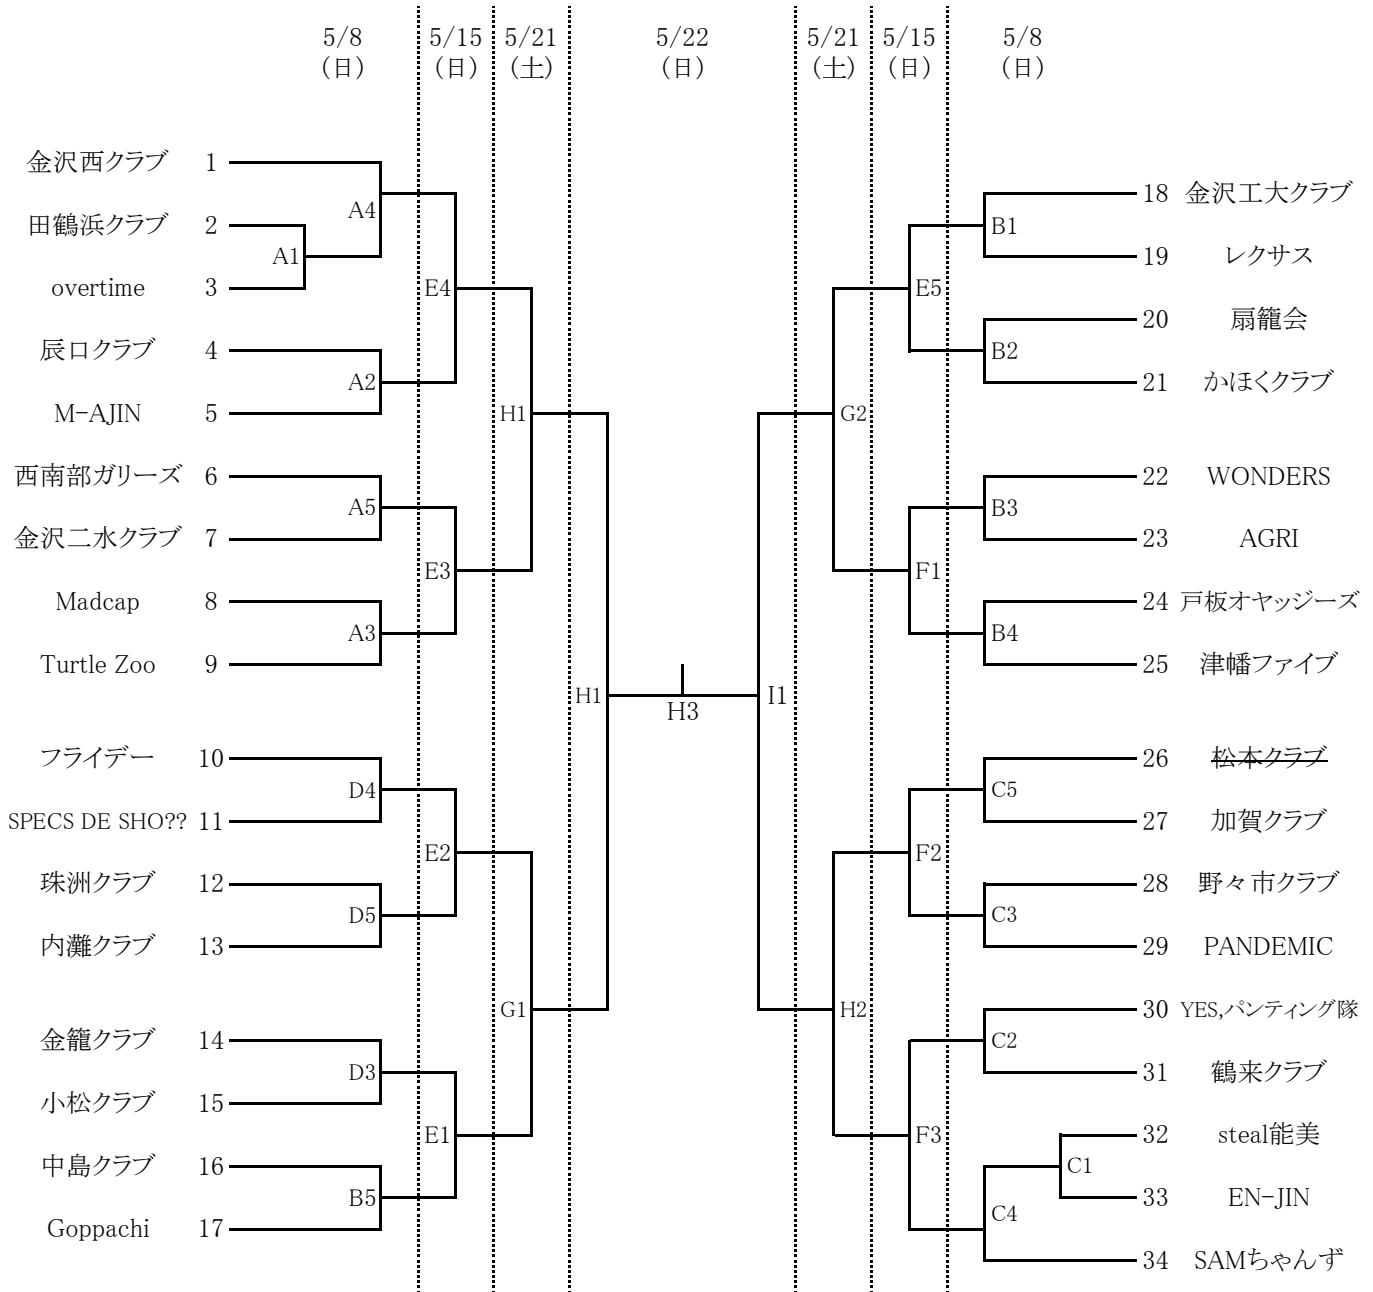 5/8 5/15 5/21 5/22 5/21 5/15 5/8
(日) (日) (土) (日) (土) (日) (日)
金沢西クラブ 1
18 金沢工大クラブ
A4
田鶴浜クラブ 2
B1
A1
19 レクサス
overtime 3
E4
E5
20 扇籠会
辰口クラブ 4
B2
A2
21 かほくクラブ
M-AJIN 5
H1
G2
西南部ガリーズ 6
22 WONDERS
A5
B3
金沢二水クラブ 7
23 AGRI
E3
F1
Madcap 8
24 戸板オヤッジーズ
A3
B4
Turtle Zoo 9
25 津幡ファイブ
H1
H3
I1
フライデー 10
26 松本クラブ
D4
C5
SPECS DE SHO?? 11
27 加賀クラブ
E2
F2
珠洲クラブ 12
28 野々市クラブ
D5
C3
内灘クラブ 13
29 PANDEMIC
G1
H2
30 YES,パンティング隊
金籠クラブ 14
C2
D3
31 鶴来クラブ
小松クラブ 15
E1
F3
32 steal能美
中島クラブ 16
C1
B5
33 EN-JIN
C4
Goppachi 17
34 SAMちゃんず